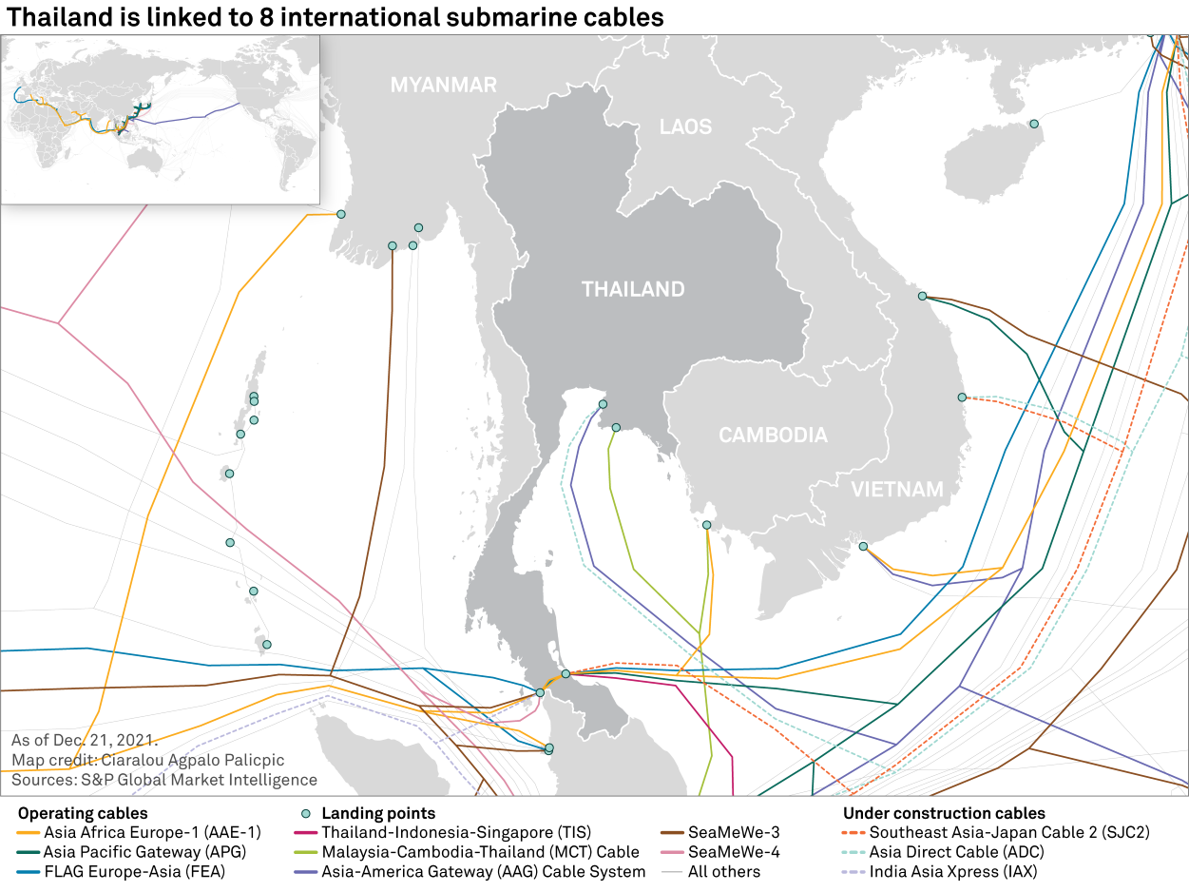 Thailand is linked to 8 international submarine cables
MYANMAR
LAOS
THAILAND
CAMBODIA
VIETNAM
As of Dec. 21, 2021.
Map credit: Ciaralou Agpalo Palicpic
Sources: S&P Global Market Intelligence
Operating cables
Asia Africa Europe-1 (AAE-1)
Asia Pacific Gateway (APG)
FLAG Europe-Asia (FEA)
Landing points
Thailand-Indonesia-Singapore (TIS)
Malaysia-Cambodia-Thailand (MCT) Cable
Asia-America Gateway (AAG) Cable System
SeaMeWe-3
SeaMeWe-4
All others
Under construction cables
Southeast Asia-Japan Cable 2 (SJC2)
Asia Direct Cable (ADC)
India Asia Xpress (IAX)